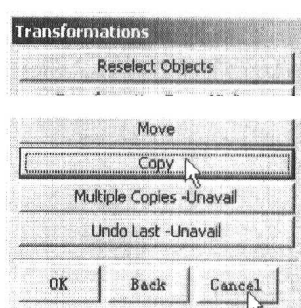 Transformations
Reselect Objects
Move
Copy
Multiple Copies -Unavail
Undo Last -Unavail
OK Back Cancel